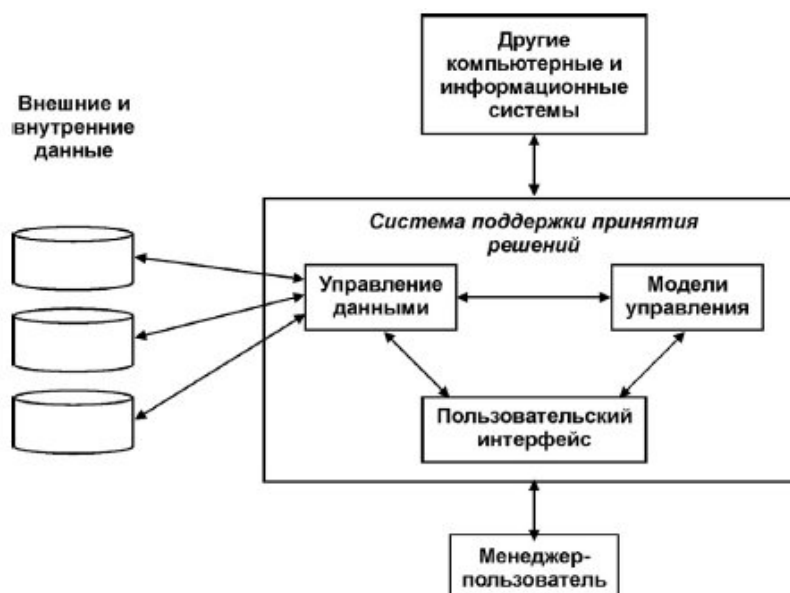 Другие
компьютерные и
информационные
системы
Внешние и
внутренние
данные
Система поддержки принятия
решений
Управление
данными
Модели
управления
Пользовательский
интерфейс
Менеджер-
пользователь